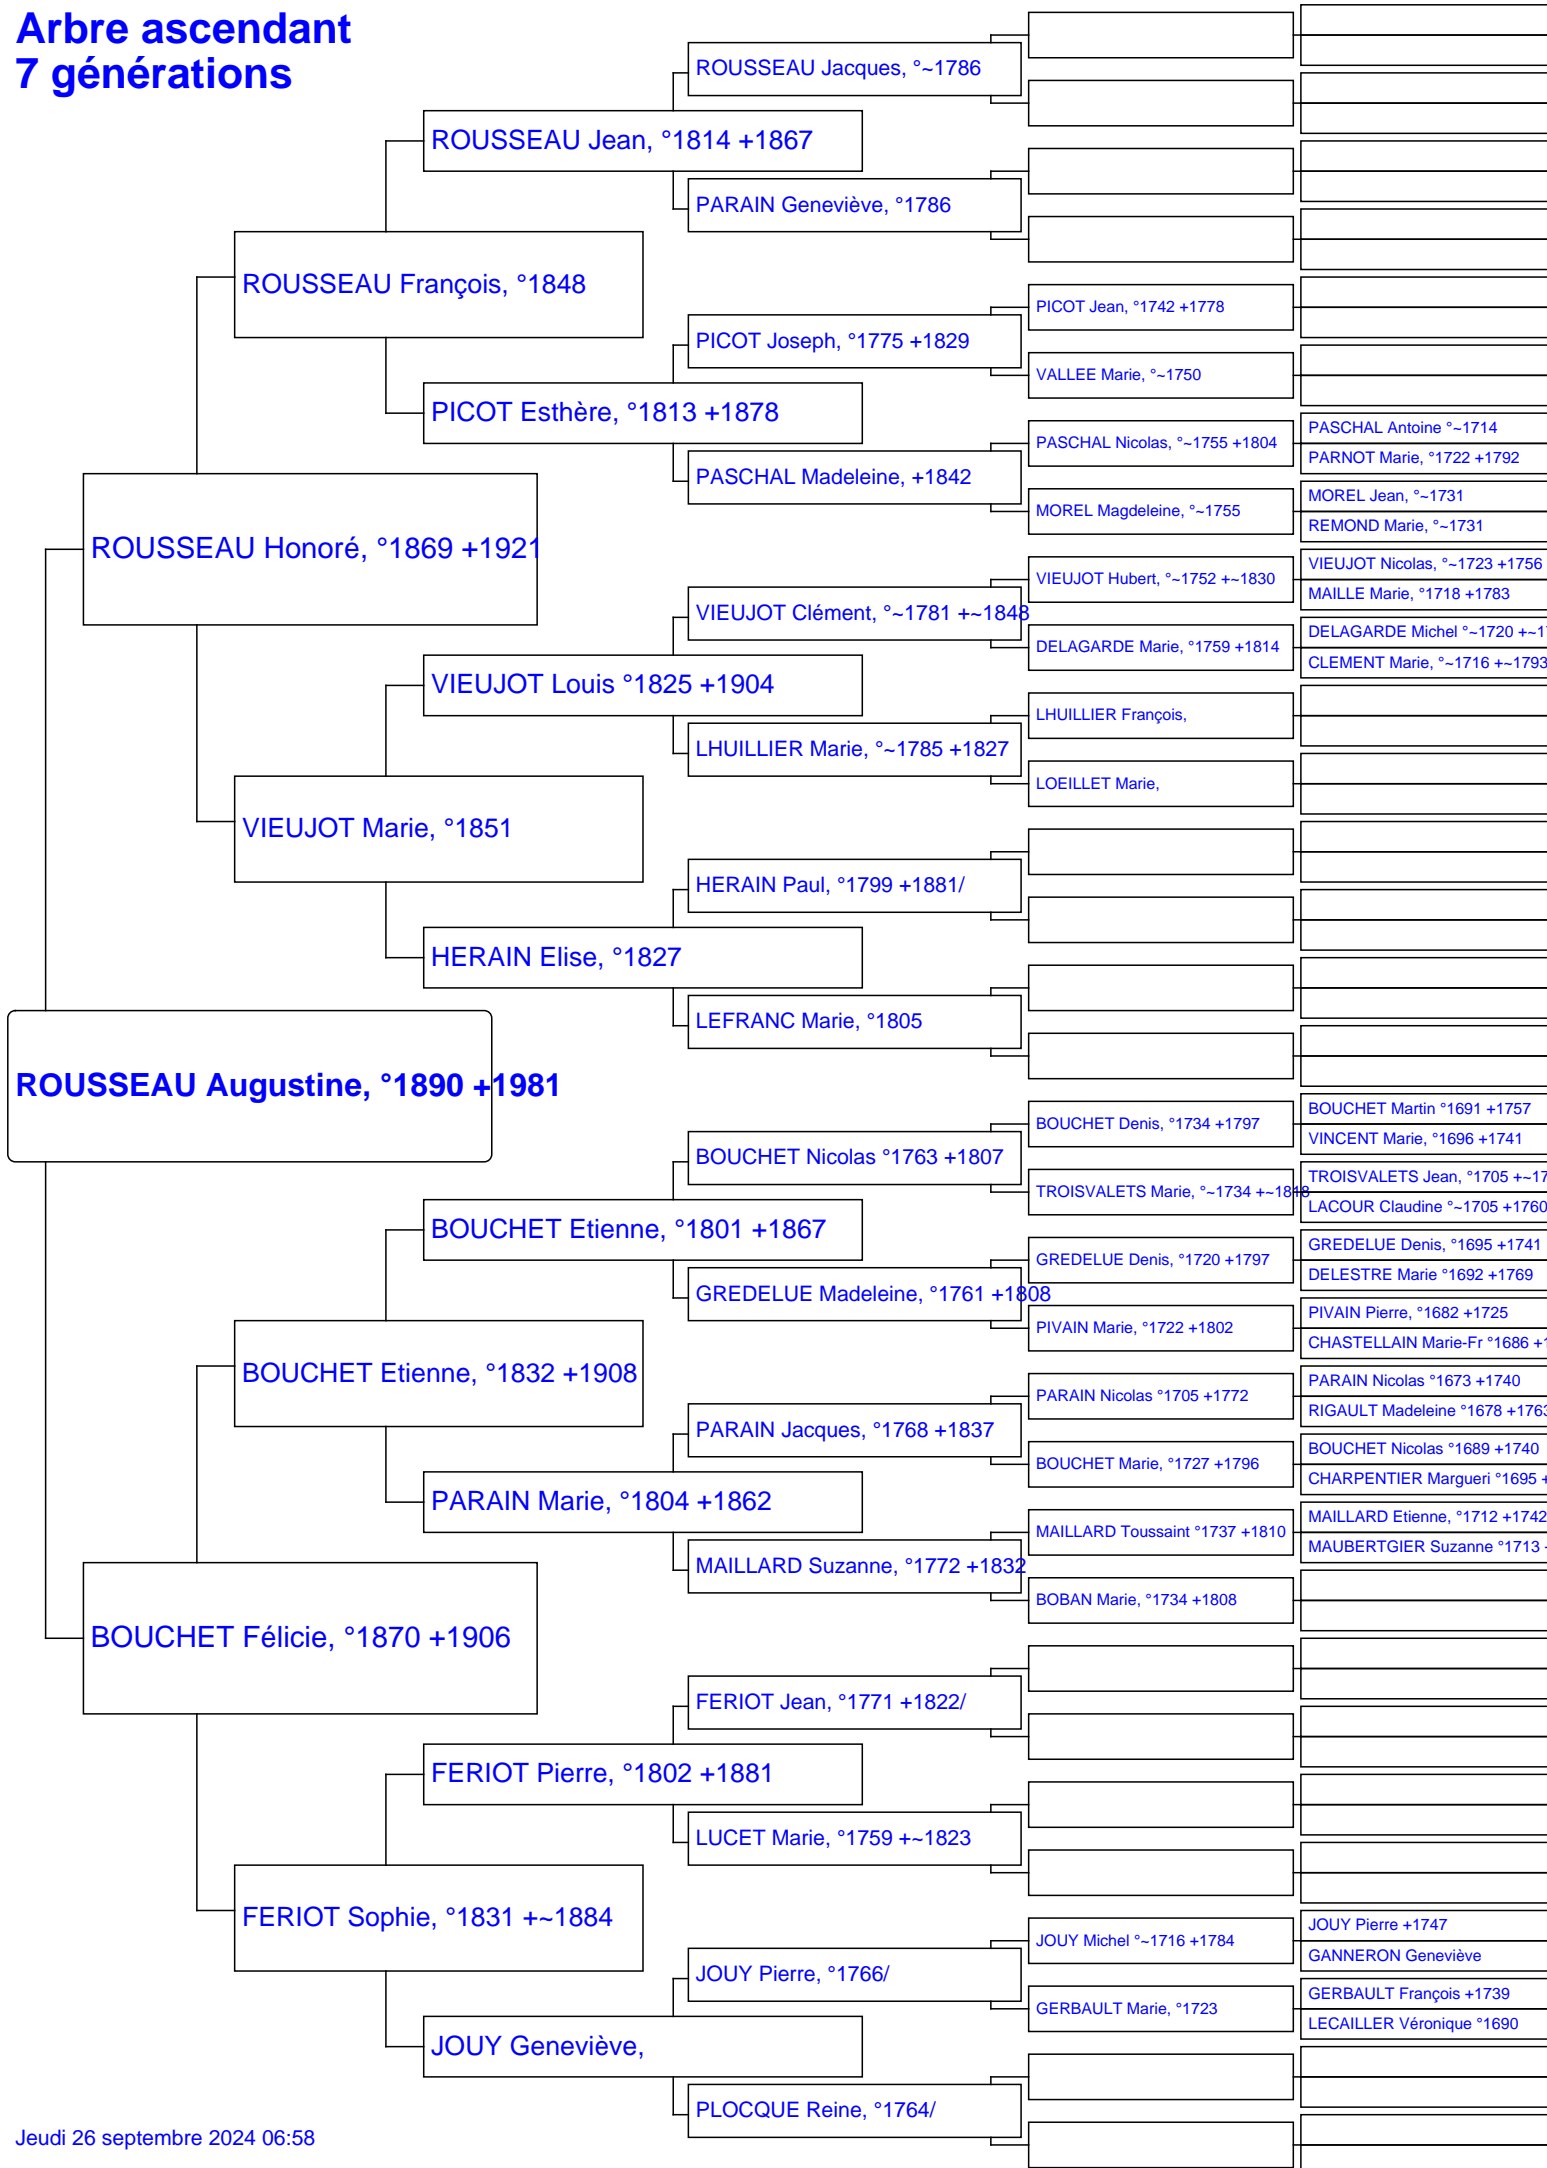 Arbre ascendant
7 générations
ROUSSEAU Jacques, °~1786
ROUSSEAU Jean, °1814 +1867
PARAIN Geneviève, °1786
ROUSSEAU François, °1848
PICOT Jean, °1742 +1778
PICOT Joseph, °1775 +1829
VALLEE Marie, °~1750
PICOT Esthère, °1813 +1878
PASCHAL Antoine °~1714
PASCHAL Nicolas, °~1755 +1804
PARNOT Marie, °1722 +1792
PASCHAL Madeleine, +1842
MOREL Jean, °~1731
MOREL Magdeleine, °~1755
REMOND Marie, °~1731
ROUSSEAU Honoré, °1869 +1921
VIEUJOT Nicolas, °~1723 +1756
VIEUJOT Hubert, °~1752 +~1830
MAILLE Marie, °1718 +1783
VIEUJOT Clément, °~1781 +~1848
DELAGARDE Michel °~1720 +~1
DELAGARDE Marie, °1759 +1814
CLEMENT Marie, °~1716 +~1793
VIEUJOT Louis °1825 +1904
LHUILLIER François,
LHUILLIER Marie, °~1785 +1827
LOEILLET Marie,
VIEUJOT Marie, °1851
HERAIN Paul, °1799 +1881/
HERAIN Elise, °1827
LEFRANC Marie, °1805
ROUSSEAU Augustine, °1890 +1981
BOUCHET Martin °1691 +1757
BOUCHET Denis, °1734 +1797
VINCENT Marie, °1696 +1741
BOUCHET Nicolas °1763 +1807
TROISVALETS Jean, °1705 +~17
TROISVALETS Marie, °~1734 +~1818
LACOUR Claudine °~1705 +1760
BOUCHET Etienne, °1801 +1867
GREDELUE Denis, °1695 +1741
GREDELUE Denis, °1720 +1797
DELESTRE Marie °1692 +1769
GREDELUE Madeleine, °1761 +1808
PIVAIN Pierre, °1682 +1725
PIVAIN Marie, °1722 +1802
CHASTELLAIN Marie-Fr °1686 +1
BOUCHET Etienne, °1832 +1908
PARAIN Nicolas °1673 +1740
PARAIN Nicolas °1705 +1772
RIGAULT Madeleine °1678 +1763
PARAIN Jacques, °1768 +1837
BOUCHET Nicolas °1689 +1740
BOUCHET Marie, °1727 +1796
CHARPENTIER Margueri °1695 +
PARAIN Marie, °1804 +1862
MAILLARD Etienne, °1712 +1742
MAILLARD Toussaint °1737 +1810
MAUBERTGIER Suzanne °1713 +
MAILLARD Suzanne, °1772 +1832
BOBAN Marie, °1734 +1808
BOUCHET Félicie, °1870 +1906
FERIOT Jean, °1771 +1822/
FERIOT Pierre, °1802 +1881
LUCET Marie, °1759 +~1823
FERIOT Sophie, °1831 +~1884
JOUY Pierre +1747
JOUY Michel °~1716 +1784
GANNERON Geneviève
JOUY Pierre, °1766/
GERBAULT François +1739
GERBAULT Marie, °1723
LECAILLER Véronique °1690
JOUY Geneviève,
PLOCQUE Reine, °1764/
Jeudi 26 septembre 2024 06:58